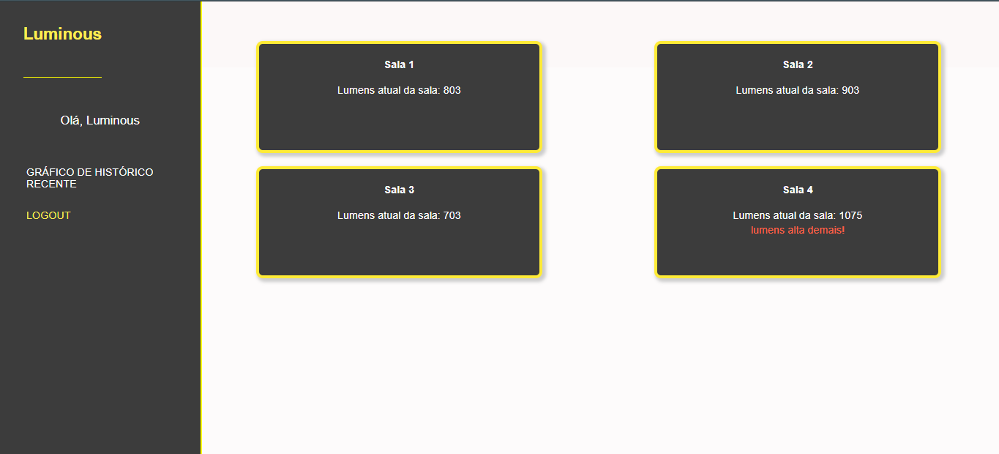 Luminous
Olá, Luminous
GRÁFICO DE HISTÓRICO
RECENTE
LOGOUT
Sala 1
Lumens atual da sala: 803
Sala 2
Lumens atual da sala: 903
Sala 3
Lumens atual da sala: 703
Sala 4
Lumens atual da sala: 1075
lumens alta demais!